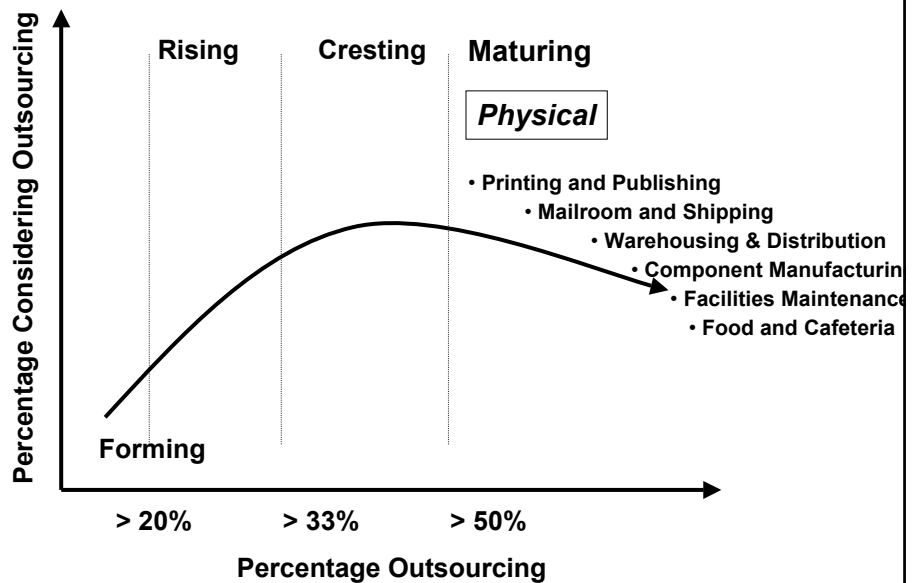 Percentage Considering Outsourcing
Rising
Cresting
Maturing
Physical
• Printing and Publishing
• Mailroom and Shipping
• Warehousing & Distribution
• Component Manufacturing
• Facilities Maintenance
• Food and Cafeteria
Forming
> 20%
> 33%
> 50%
Percentage Outsourcing